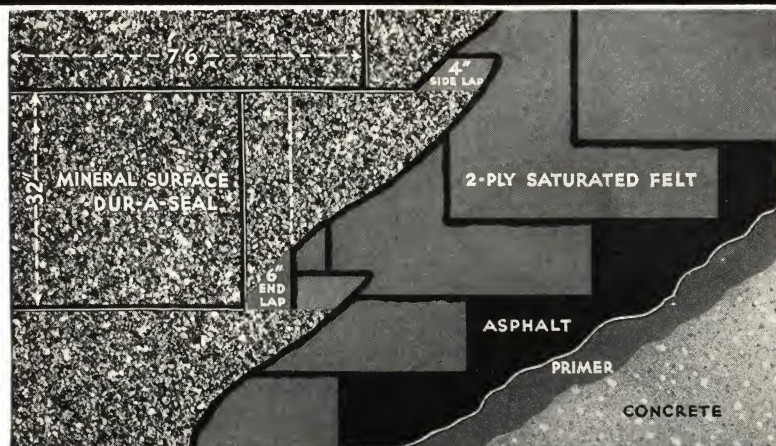 7'6"
4"
SIDE LAP
32"
MINERAL SURFACE
DUR-A-SEAL
2-PLY SATURATED FELT
6"
END
LAP
ASPHALT
PRIMER
CONCRETE